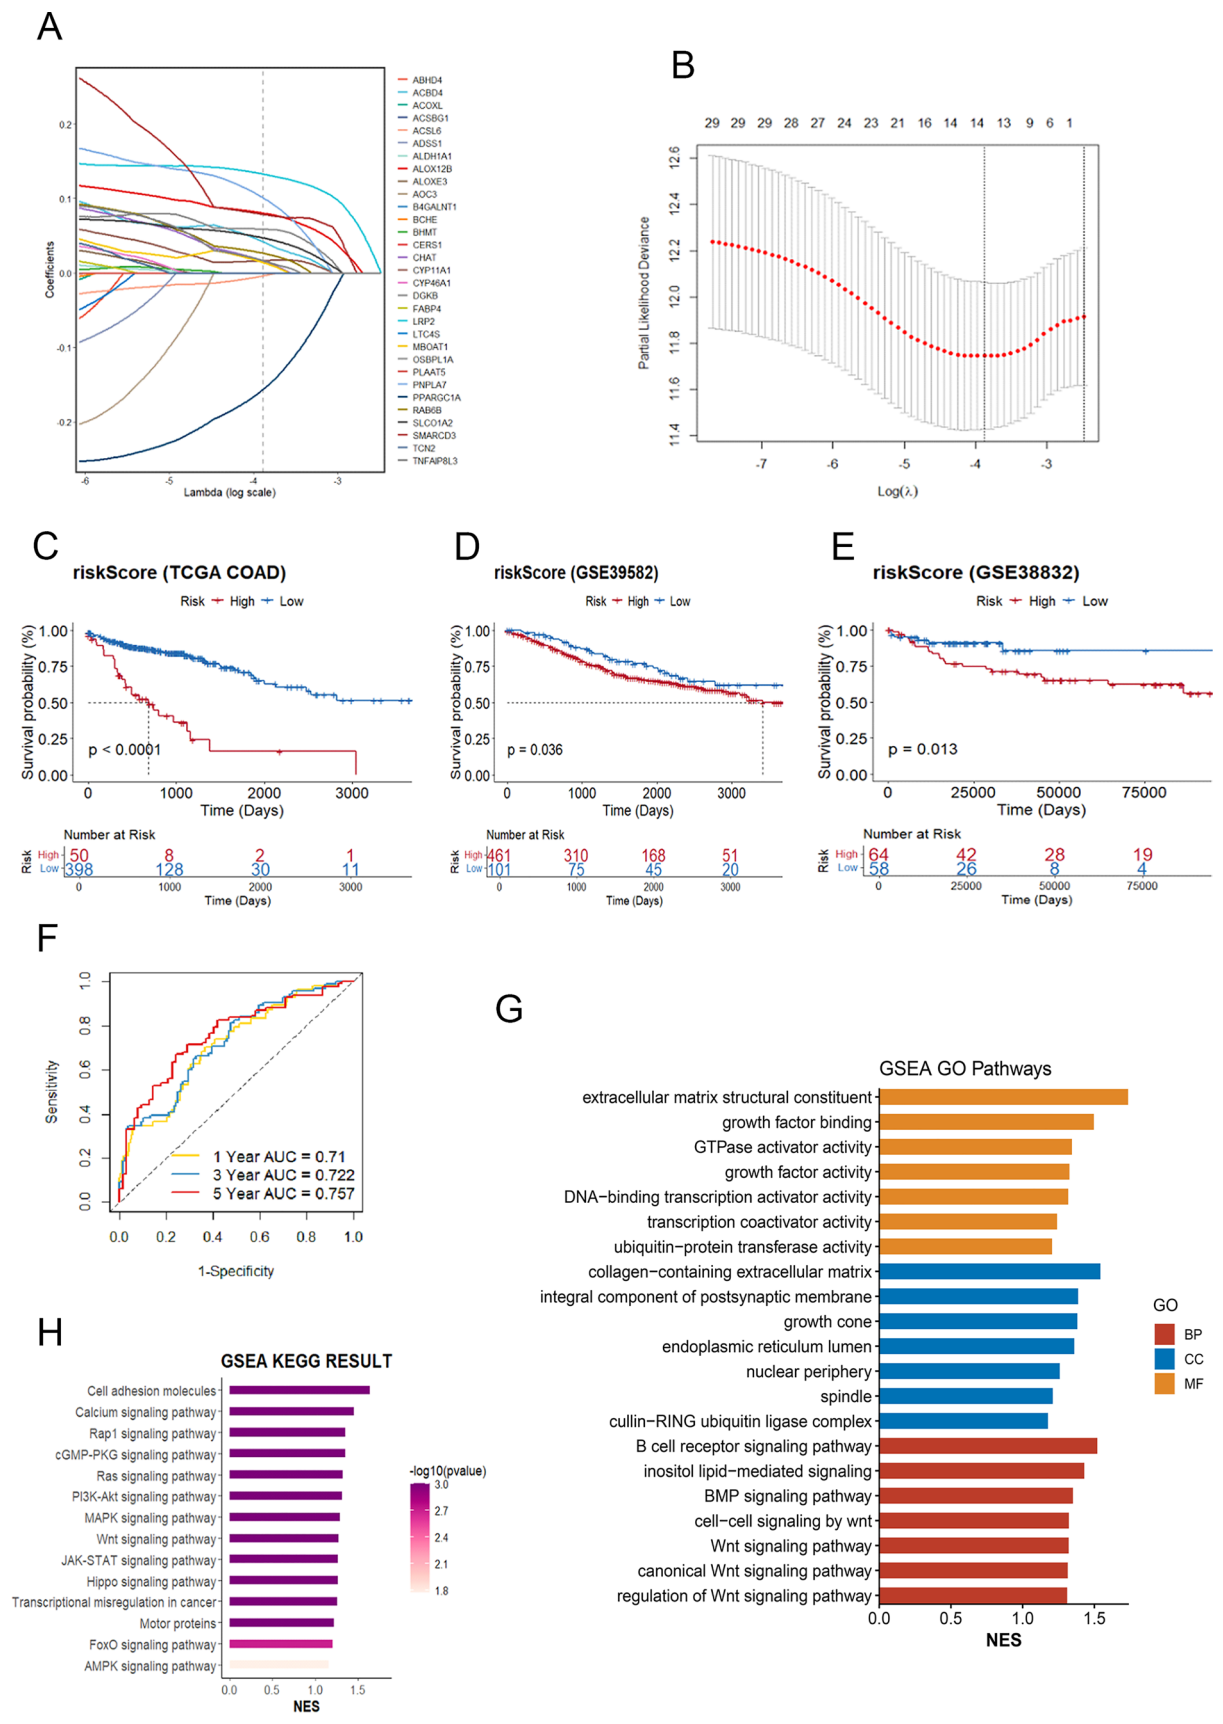 A
ABHD4
ACBD4
ACOXL
ACSBG1
ACSL6
ADSS1
ALDH1A1
ALOX12B
ALOXE3
AOC3
B4GALNT1
BCHE
BHMT
CERS1
CHAT
CYP11A1
CYP46A1
DGKB
FABP4
LRP2
LTC4S
MBOAT1
OSBPL1A
PLAAT5
PNPLA7
PPARGC1A
RAB6B
SLCO1A2
SMARCD3
TCN2
TNFAIP8L3
Coefficients
0.2
0.1
0.0
-0.1
-0.2
-6 -5 -4 -3
Lambda (log scale)
B
29 29 29 28 27 24 23 21 16 14 14 13 9 6 1
Partial Likelihood Deviance
12.6
12.4
12.2
12.0
11.8
11.6
11.4
-7 -6 -5 -4 -3
Log(λ)
C
riskScore (TCGA COAD)
Risk High Low
Survival probability (%)
1.00
0.75
0.50
0.25
0.00
p < 0.0001
0 1000 2000 3000
Time (Days)
Number at Risk
Risk
High 50 8 2 1
Low 398 128 30 11
0 1000 2000 3000
Time (Days)
D
riskScore (GSE39582)
Risk High Low
Survival probability (%)
1.00
0.75
0.50
0.25
0.00
p = 0.036
0 1000 2000 3000
Time (Days)
Number at Risk
Risk
High 461 310 168 51
Low 101 75 45 20
0 1000 2000 3000
Time (Days)
E
riskScore (GSE38832)
Risk High Low
Survival probability (%)
1.00
0.75
0.50
0.25
0.00
p = 0.013
0 25000 50000 75000
Time (Days)
Number at Risk
Risk
High 64 42 28 19
Low 58 26 8 4
0 25000 50000 75000
Time (Days)
F
Sensitivity
1.0
0.8
0.6
0.4
0.2
0.0
1 Year AUC = 0.71
3 Year AUC = 0.722
5 Year AUC = 0.757
0.0 0.2 0.4 0.6 0.8 1.0
1-Specificity
G
GSEA GO Pathways
extracellular matrix structural constituent
growth factor binding
GTPase activator activity
growth factor activity
DNA−binding transcription activator activity
transcription coactivator activity
ubiquitin−protein transferase activity
collagen−containing extracellular matrix
integral component of postsynaptic membrane
growth cone
endoplasmic reticulum lumen
nuclear periphery
spindle
cullin−RING ubiquitin ligase complex
B cell receptor signaling pathway
inositol lipid−mediated signaling
BMP signaling pathway
cell−cell signaling by wnt
Wnt signaling pathway
canonical Wnt signaling pathway
regulation of Wnt signaling pathway
0.0 0.5 1.0 1.5
NES
GO
BP
CC
MF
H
GSEA KEGG RESULT
Cell adhesion molecules
Calcium signaling pathway
Rap1 signaling pathway
cGMP-PKG signaling pathway
Ras signaling pathway
PI3K-Akt signaling pathway
MAPK signaling pathway
Wnt signaling pathway
JAK-STAT signaling pathway
Hippo signaling pathway
Transcriptional misregulation in cancer
Motor proteins
FoxO signaling pathway
AMPK signaling pathway
0.0 0.5 1.0 1.5
NES
-log10(pvalue)
3.0
2.7
2.4
2.1
1.8